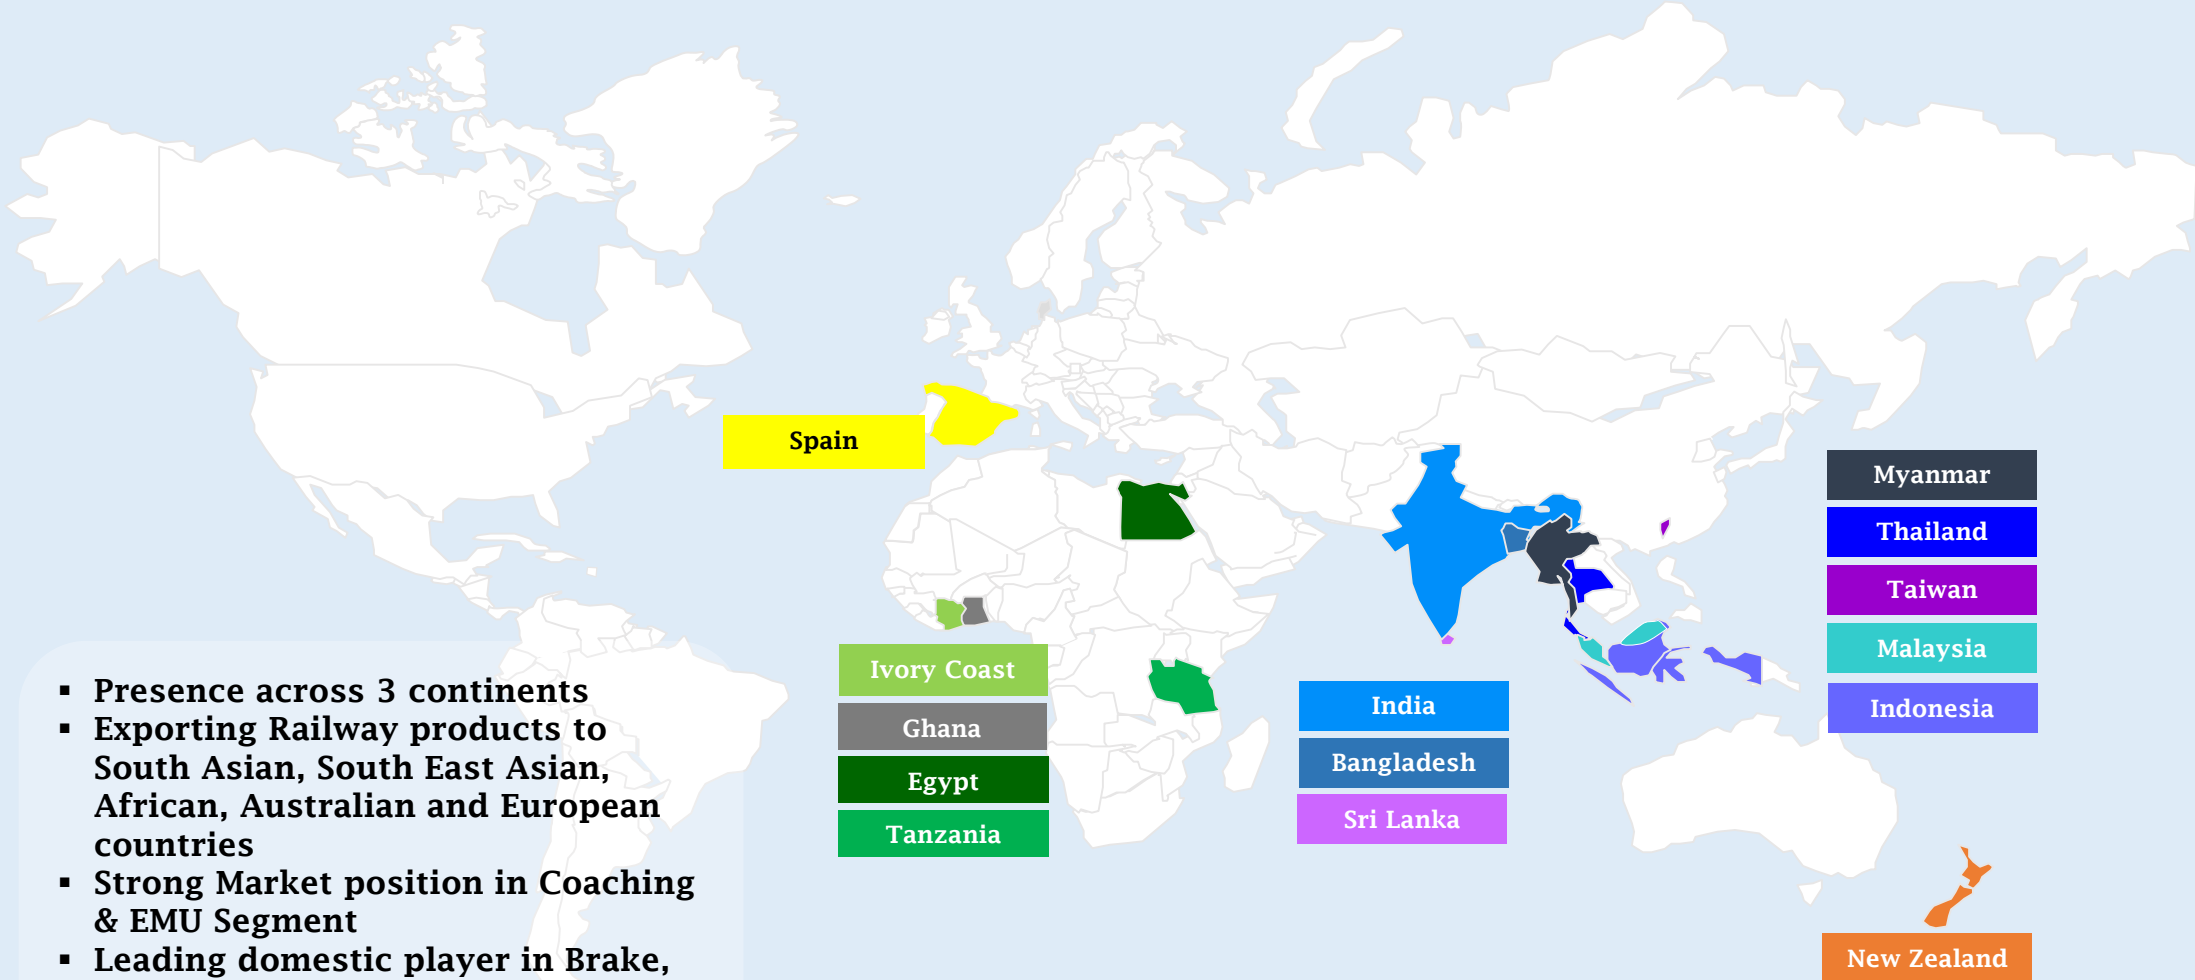 Spain
Myanmar
Thailand
Taiwan
Malaysia
Indonesia
Ivory Coast
Ghana
Egypt
Tanzania
India
Bangladesh
Sri Lanka
New Zealand
▪ Presence across 3 continents
▪ Exporting Railway products to
South Asian, South East Asian,
African, Australian and European
countries
▪ Strong Market position in Coaching
& EMU Segment
▪ Leading domestic player in Brake,